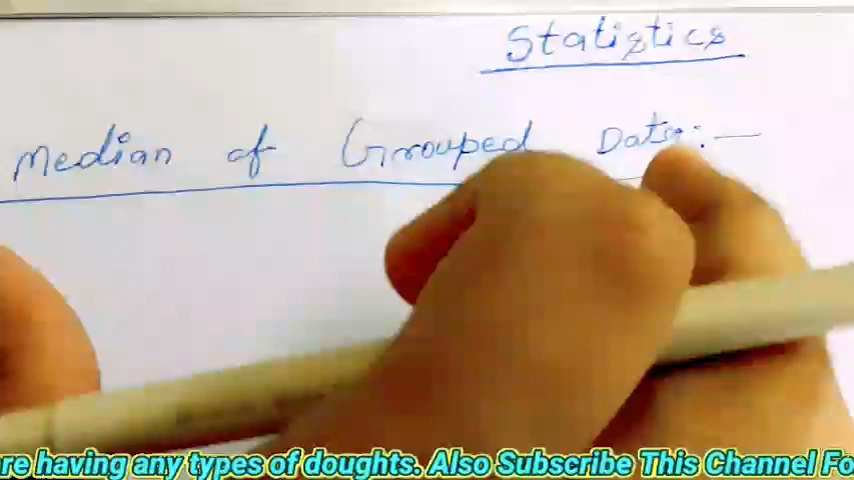 Statistics
Median of Grouped Data:—
re having any types of doughts. Also Subscribe This Channel Fo